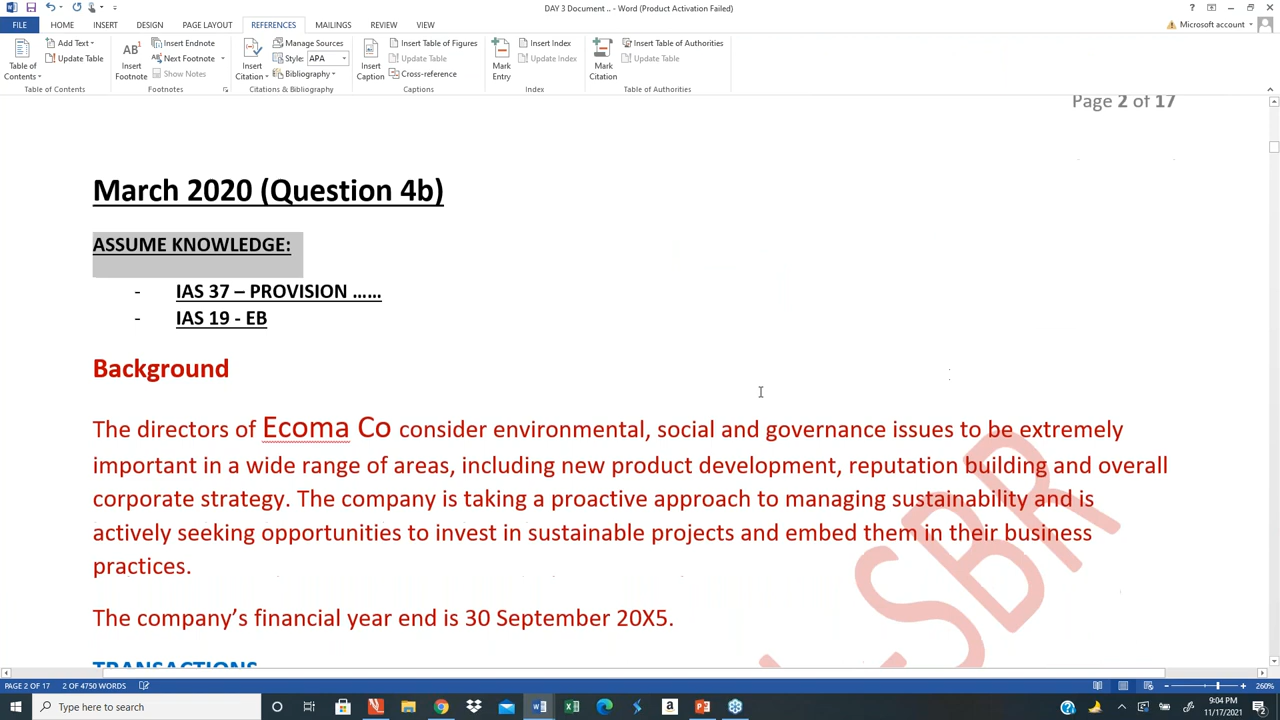 DAY 3 Document .. - Word (Product Activation Failed)
FILE HOME INSERT DESIGN PAGE LAYOUT REFERENCES MAILINGS REVIEW VIEW Microsoft account
Table of Contents
Add Text
Update Table
Table of Contents
AB
Insert Footnote
Insert Endnote
Next Footnote
Show Notes
Footnotes
Insert Citation
Manage Sources
Style: APA
Bibliography
Citations & Bibliography
Insert Caption
Insert Table of Figures
Update Table
Cross-reference
Captions
Mark Entry
Insert Index
Update Index
Index
Mark Citation
Insert Table of Authorities
Update Table
Table of Authorities
Page 2 of 17
March 2020 (Question 4b)
ASSUME KNOWLEDGE:
- IAS 37 – PROVISION ……
- IAS 19 - EB
Background
The directors of Ecoma Co consider environmental, social and governance issues to be extremely
important in a wide range of areas, including new product development, reputation building and overall
corporate strategy. The company is taking a proactive approach to managing sustainability and is
actively seeking opportunities to invest in sustainable projects and embed them in their business
practices.
The company's financial year end is 30 September 20X5.
TRANSACTIONS
SBR
PAGE 2 OF 17 2 OF 4750 WORDS 260%
Type here to search
9:04 PM
11/17/2021